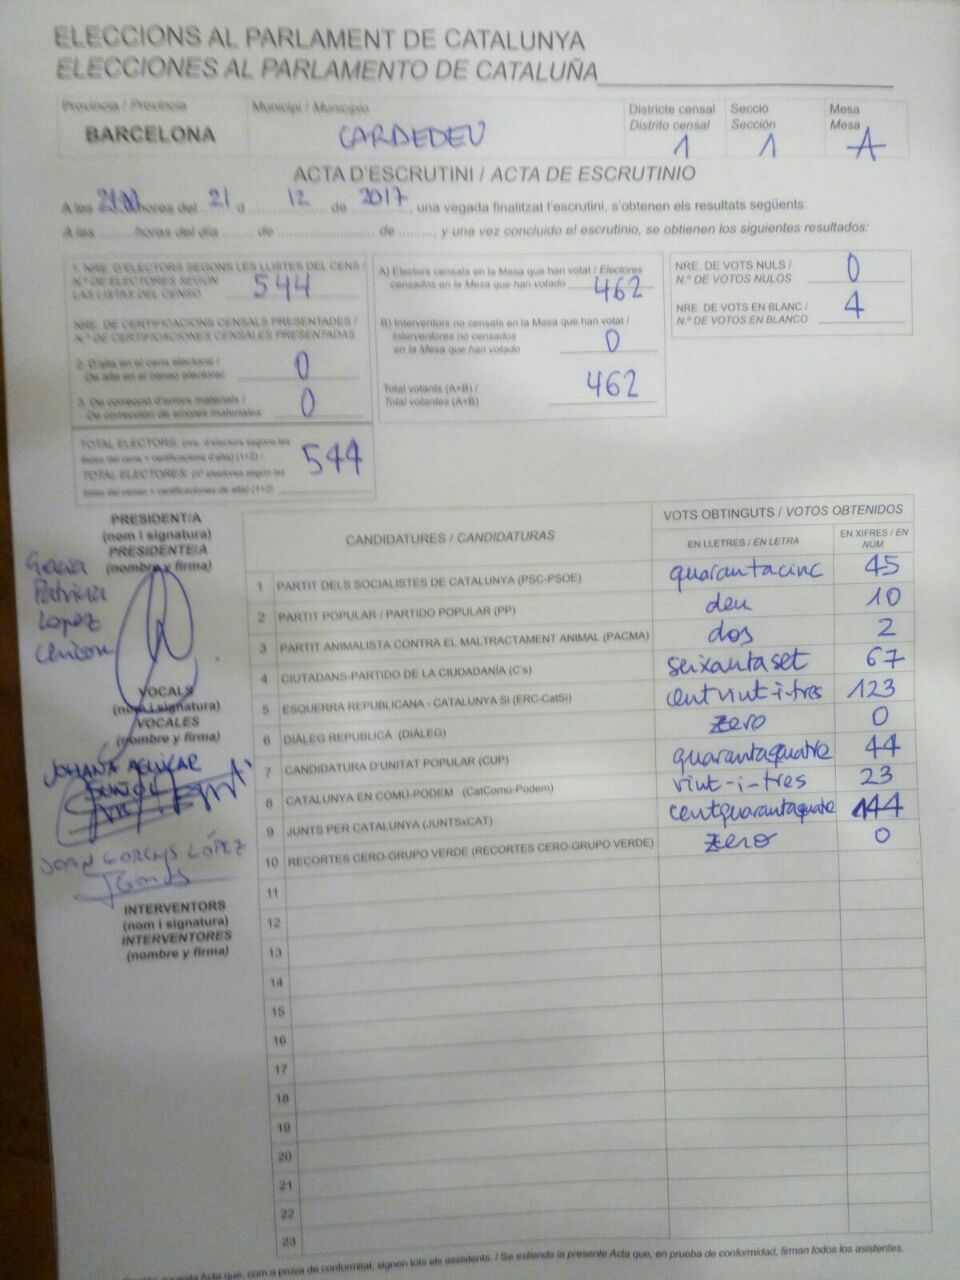 ELECCIONS AL PARLAMENT DE CATALUNYA
ELECCIONES AL PARLAMENTO DE CATALUÑA
Província / Provincia
BARCELONA
Municipi / Municipio
CARDEDEU
Districte censal
Distrito censal
1
Secció
Sección
1
Mesa
Mesa
A
ACTA D'ESCRUTINI / ACTA DE ESCRUTINIO
A les 21:00 hores del 21 d 12 de 2017, una vegada finalitzat l'escrutini, s'obtenen els resultats següents:
A las ........ horas del día ....... de ...................... de ......., y una vez concluido el escrutinio, se obtienen los siguientes resultados:
1. NRE. D'ELECTORS SEGONS LES LLISTES DEL CENS /
N.º DE ELECTORES SEGÚN
LAS LISTAS DEL CENSO 544
NRE. DE CERTIFICACIONS CENSALS PRESENTADES /
N.º DE CERTIFICACIONES CENSALES PRESENTADAS
2. D'alta en el cens electoral /
De alta en el censo electoral: 0
3. De correcció d'errors materials /
De corrección de errores materiales: 0
TOTAL ELECTORS: (nre. d'electors segons les
llistes del cens + certificacions d'alta) (1+2) /
TOTAL ELECTORES: (nº electores según las
listas del censo + certificaciones de alta) (1+2) 544
A) Electors censals en la Mesa que han votat / Electores
censados en la Mesa que han votado 462
B) Interventors no censals en la Mesa que han votat /
Interventores no censados
en la Mesa que han votado 0
Total votants (A+B) /
Total votantes (A+B) 462
NRE. DE VOTS NULS /
N.º DE VOTOS NULOS 0
NRE. DE VOTS EN BLANC /
N.º DE VOTOS EN BLANCO 4
PRESIDENT/A
(nom i signatura)
PRESIDENTE/A
(nombre y firma)
Patricia
Lopez
VOCALS
(nom i signatura)
VOCALES
(nombre y firma)
JOHANA AGUILAR
JOAN GORCHS LÓPEZ
JGorchs
INTERVENTORS
(nom i signatura)
INTERVENTORES
(nombre y firma)
CANDIDATURES / CANDIDATURAS
VOTS OBTINGUTS / VOTOS OBTENIDOS
EN LLETRES / EN LETRA
EN XIFRES / EN NÚM.
1 PARTIT DELS SOCIALISTES DE CATALUNYA (PSC-PSOE) quarantacinc 45
2 PARTIT POPULAR / PARTIDO POPULAR (PP) deu 10
3 PARTIT ANIMALISTA CONTRA EL MALTRACTAMENT ANIMAL (PACMA) dos 2
4 CIUTADANS-PARTIDO DE LA CIUDADANÍA (C's) seixantaset 67
5 ESQUERRA REPUBLICANA - CATALUNYA SI (ERC-CatSí) centvint-i-tres 123
6 DIÀLEG REPUBLICÀ (DIÀLEG) zero 0
7 CANDIDATURA D'UNITAT POPULAR (CUP) quarantaquatre 44
8 CATALUNYA EN COMÚ-PODEM (CatComú-Podem) vint-i-tres 23
9 JUNTS PER CATALUNYA (JUNTSxCAT) centquarantaquatre 144
10 RECORTES CERO-GRUPO VERDE (RECORTES CERO-GRUPO VERDE) zero 0
11
12
13
14
15
16
17
18
19
20
21
22
23
aquesta Acta que, com a prova de conformitat, signen tots els assistents. / Se extiende la presente Acta que, en prueba de conformidad, firman todos los asistentes.